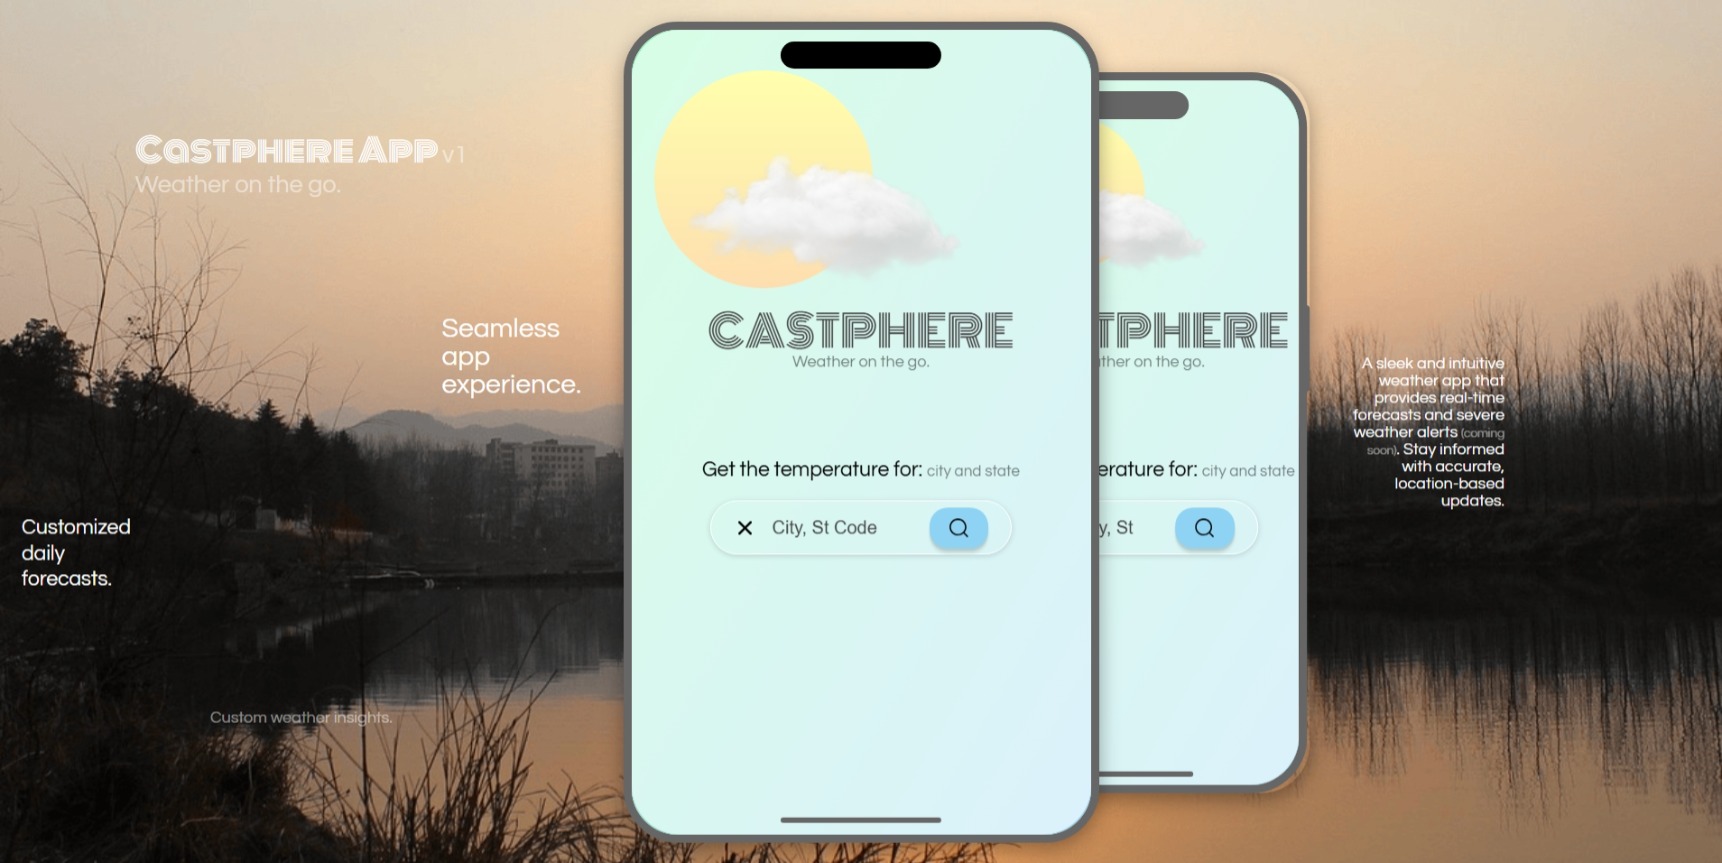 CASTPHERE APP v1
Weather on the go.
Seamless
app
experience.
Customized
daily
forecasts.
Custom weather insights.
CASTPHERE
Weather on the go.
Get the temperature for: city and state
City, St Code
TPHERE
ther on the go.
erature for: city and state
y, St
A sleek and intuitive
weather app that
provides real-time
forecasts and severe
weather alerts (coming
soon). Stay informed
with accurate,
location-based
updates.